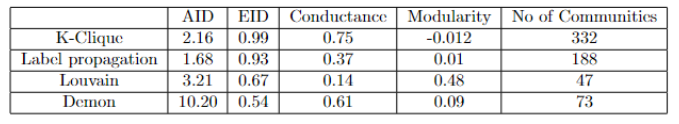 AID EID Conductance Modularity No of Communities
K-Clique 2.16 0.99 0.75 -0.012 332
Label propagation 1.68 0.93 0.37 0.01 188
Louvain 3.21 0.67 0.14 0.48 47
Demon 10.20 0.54 0.61 0.09 73